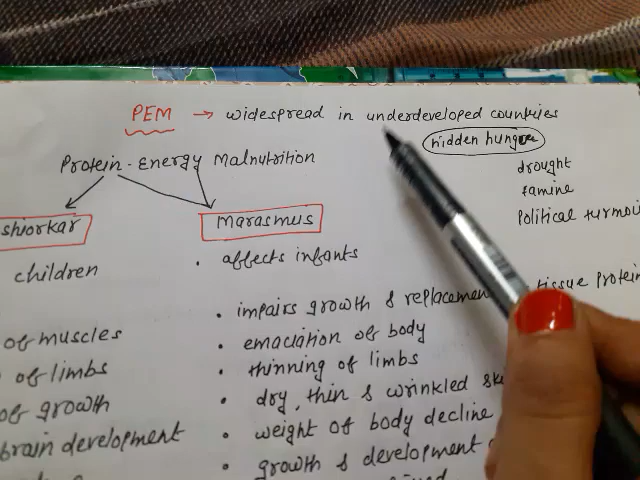 PEM → widespread in underdeveloped countries
hidden hunger
Protein-Energy Malnutrition
drought
famine
political turmoi
shiorkar
Marasmus
children
• affects infants
• impairs growth & replacement tissue protein
of muscles
• emaciation of body
of limbs
• thinning of limbs
of growth
• dry, thin & wrinkled sk
brain development
• weight of body decline
• growth & development